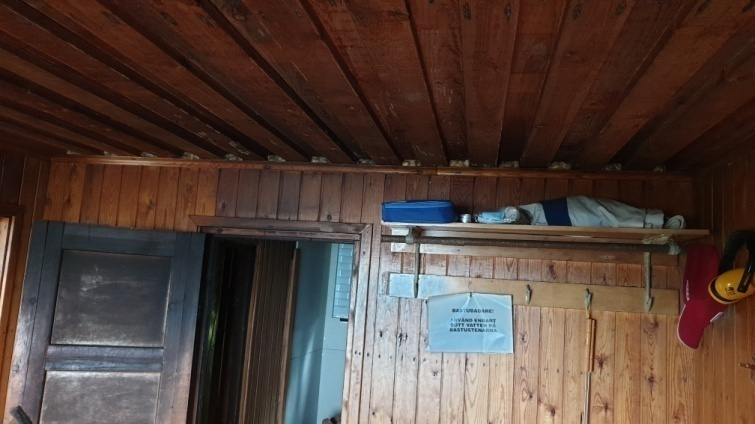 BASTUBADARE!
ANVÄND ENDAST
SÖTT VATTEN PÅ
BASTUSTENARNA